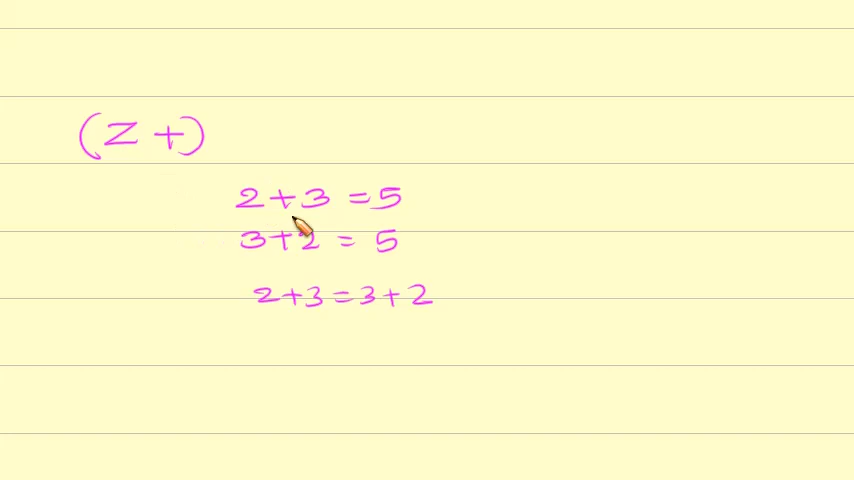 (Z +)
2+3 =5
3+2 = 5
2+3=3+2